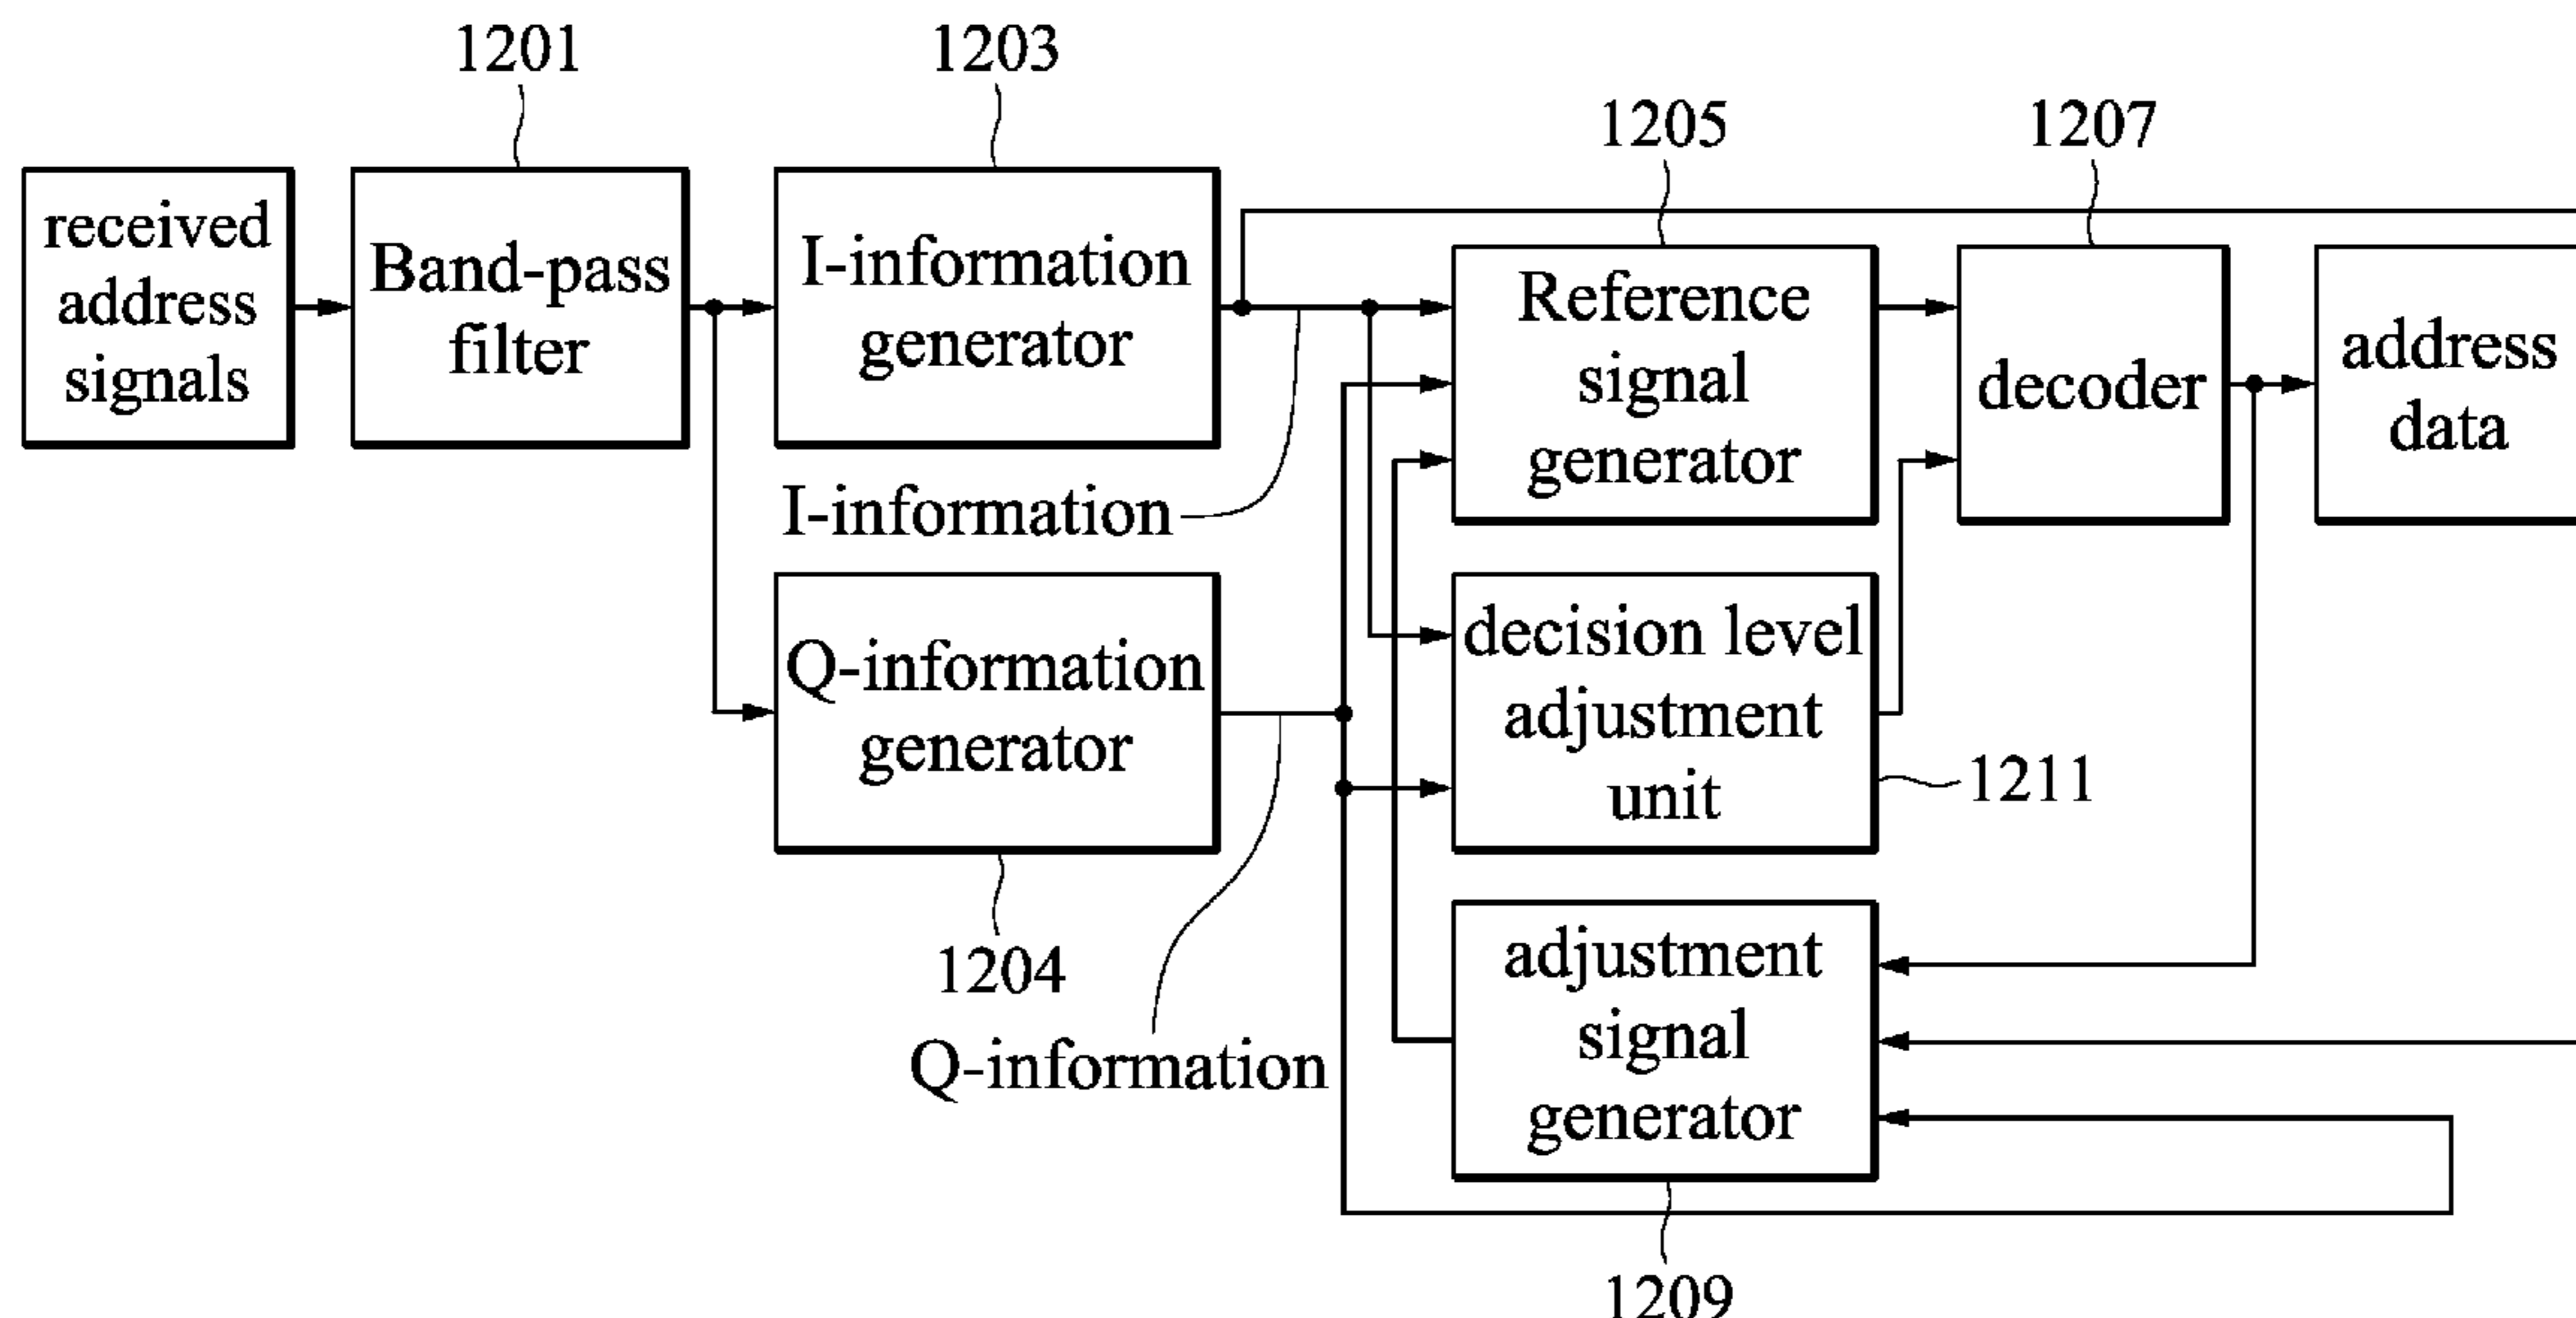 1201
1203
1205
1207
received
address
signals
Band-pass
filter
I-information
generator
Reference
signal
generator
decoder
address
data
I-information
Q-information
generator
decision level
adjustment
unit
1211
1204
Q-information
adjustment
signal
generator
1209